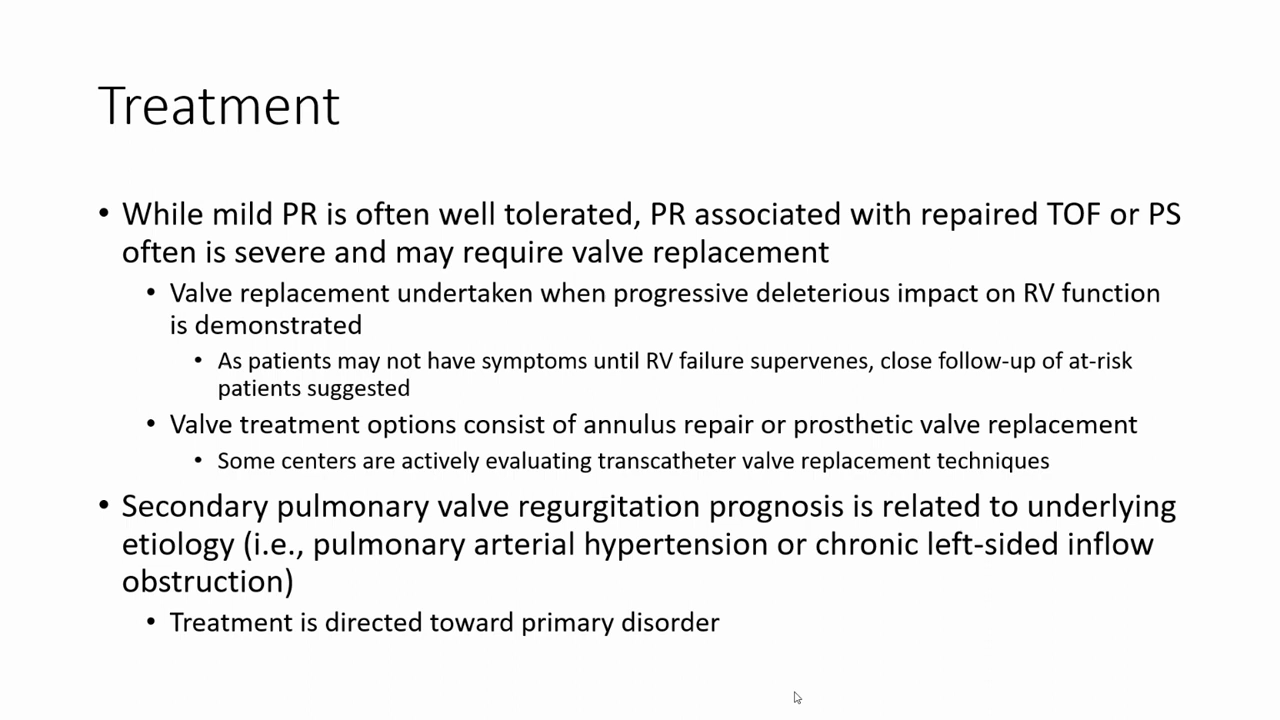 Treatment
• While mild PR is often well tolerated, PR associated with repaired TOF or PS
often is severe and may require valve replacement
• Valve replacement undertaken when progressive deleterious impact on RV function
is demonstrated
• As patients may not have symptoms until RV failure supervenes, close follow-up of at-risk
patients suggested
• Valve treatment options consist of annulus repair or prosthetic valve replacement
• Some centers are actively evaluating transcatheter valve replacement techniques
• Secondary pulmonary valve regurgitation prognosis is related to underlying
etiology (i.e., pulmonary arterial hypertension or chronic left-sided inflow
obstruction)
• Treatment is directed toward primary disorder